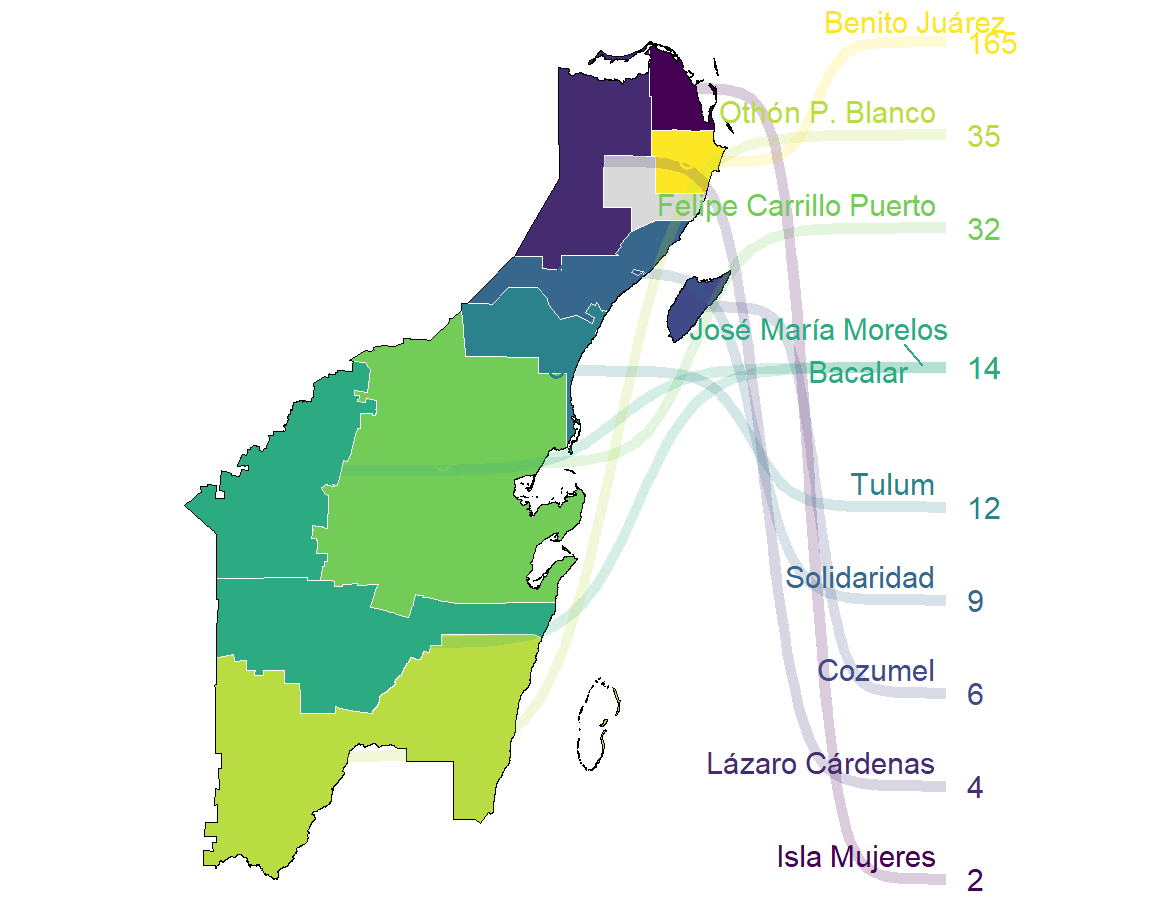 Benito Juárez
165
Othón P. Blanco
35
Felipe Carrillo Puerto
32
José María Morelos
14
Bacalar
Tulum
12
Solidaridad
9
Cozumel
6
Lázaro Cárdenas
4
Isla Mujeres
2